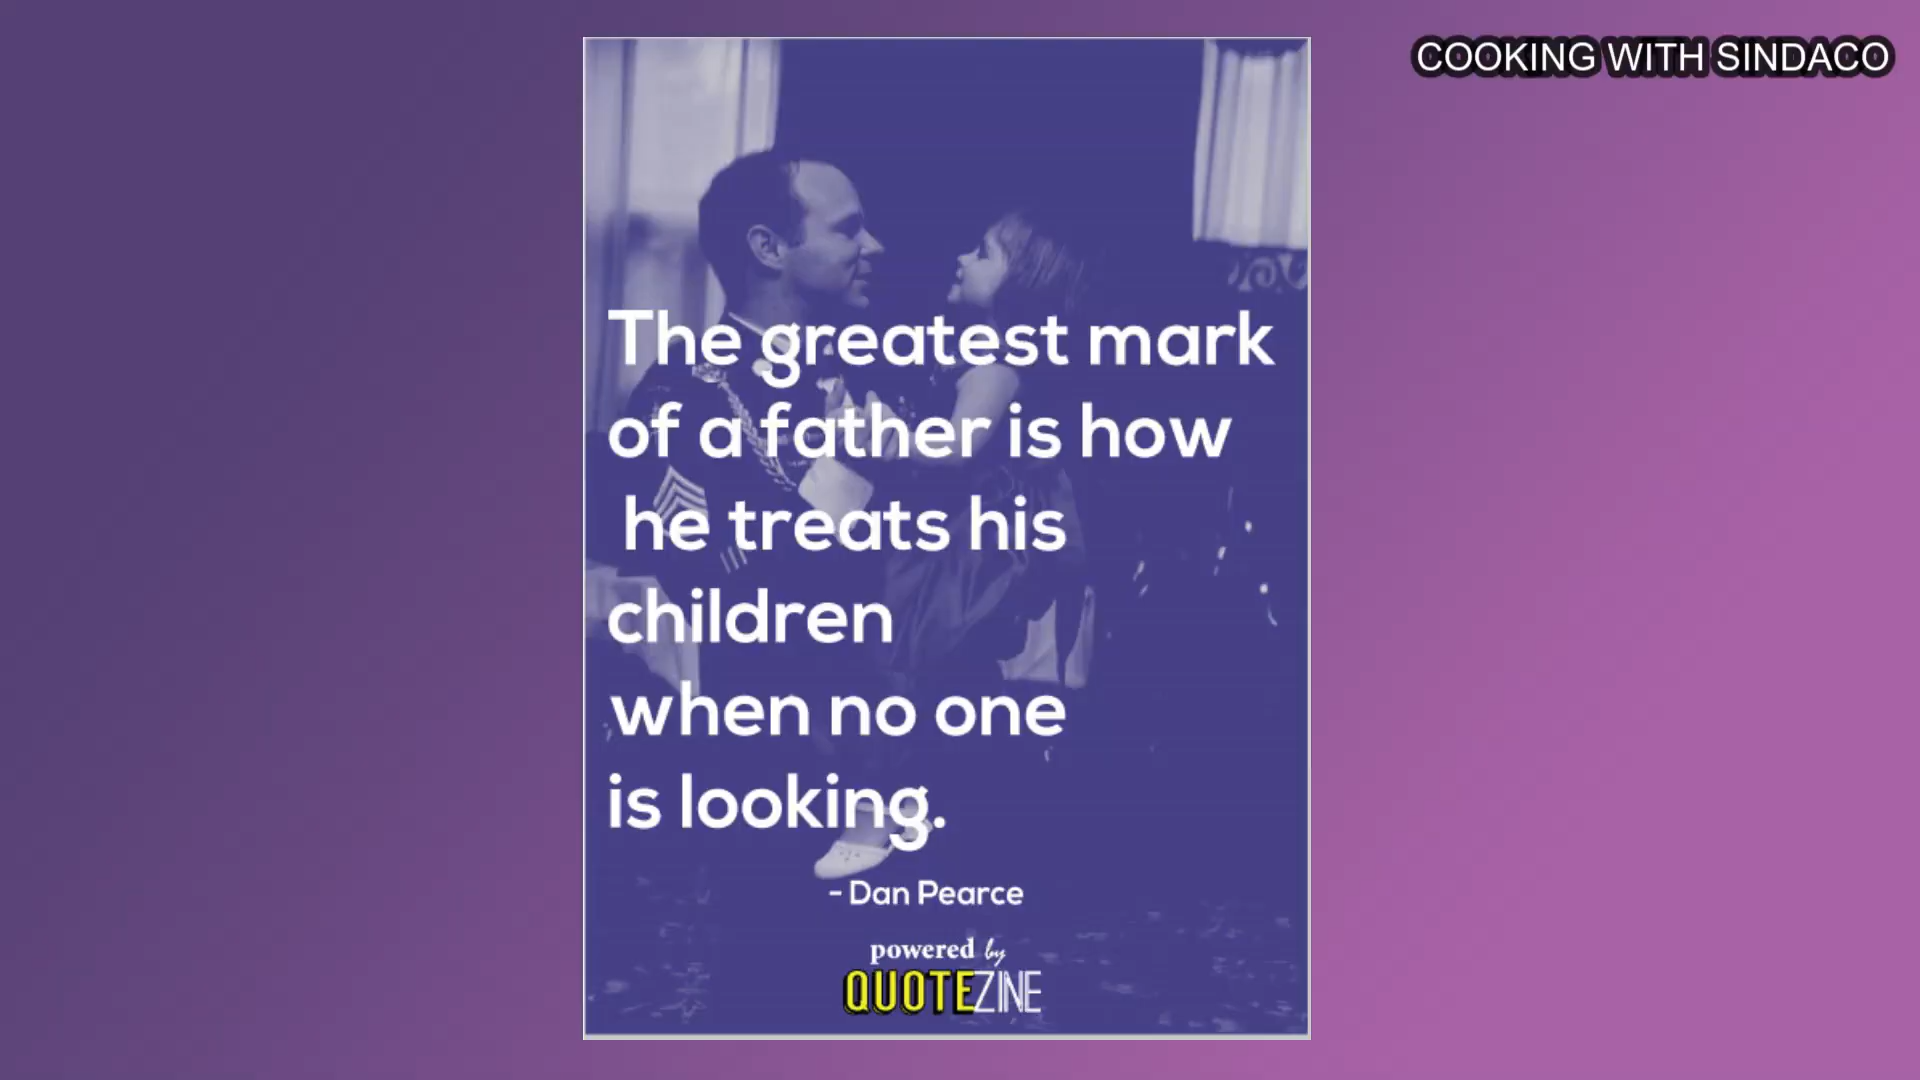 COOKING WITH SINDACO
The greatest mark
of a father is how
he treats his
children
when no one
is looking.
- Dan Pearce
powered by
QUOTEZINE